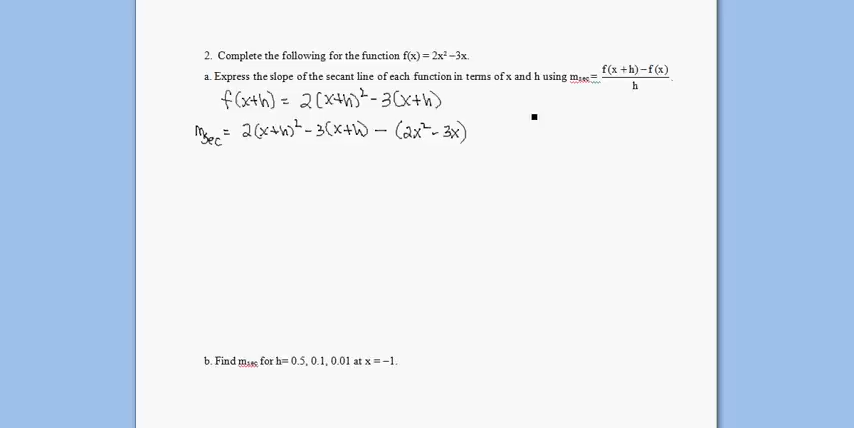 2. Complete the following for the function f(x) = 2x² −3x.
a. Express the slope of the secant line of each function in terms of x and h using msec= f(x+h)−f(x) / h .
f(x+h) = 2(x+h)² - 3(x+h)
msec = 2(x+h)² - 3(x+h) - (2x² - 3x)
b. Find msec for h= 0.5, 0.1, 0.01 at x = −1.